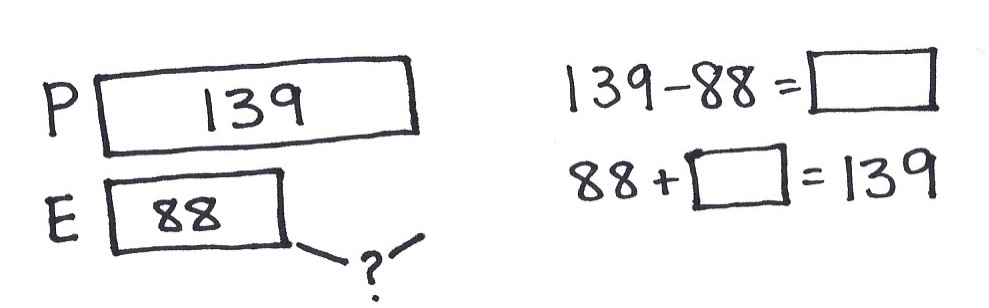 P 139
E 88
?
139-88 =
88+ = 139